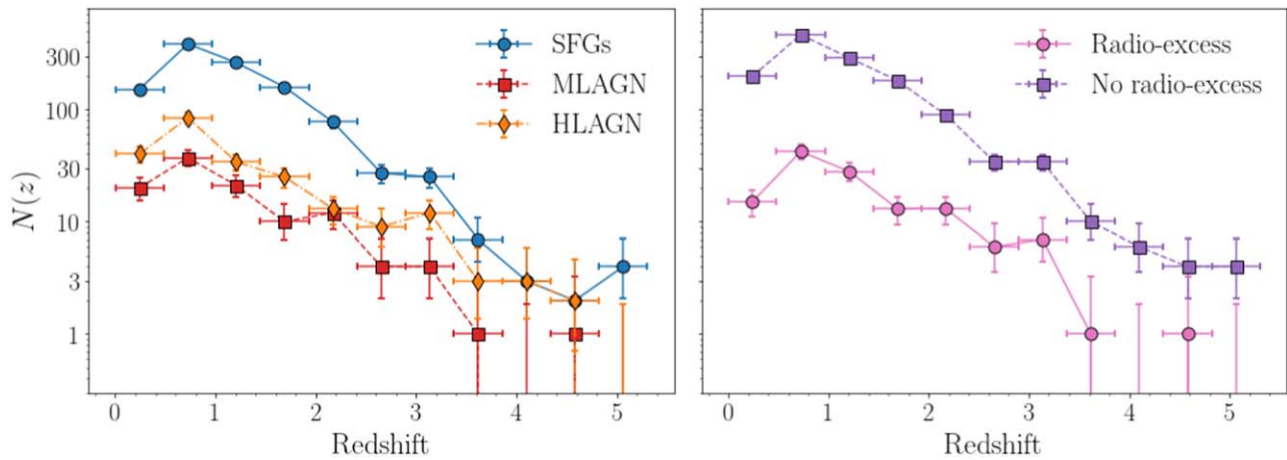 300
100
30
10
3
1
N(z)
0 1 2 3 4 5
Redshift
SFGs
MLAGN
HLAGN
0 1 2 3 4 5
Redshift
Radio-excess
No radio-excess